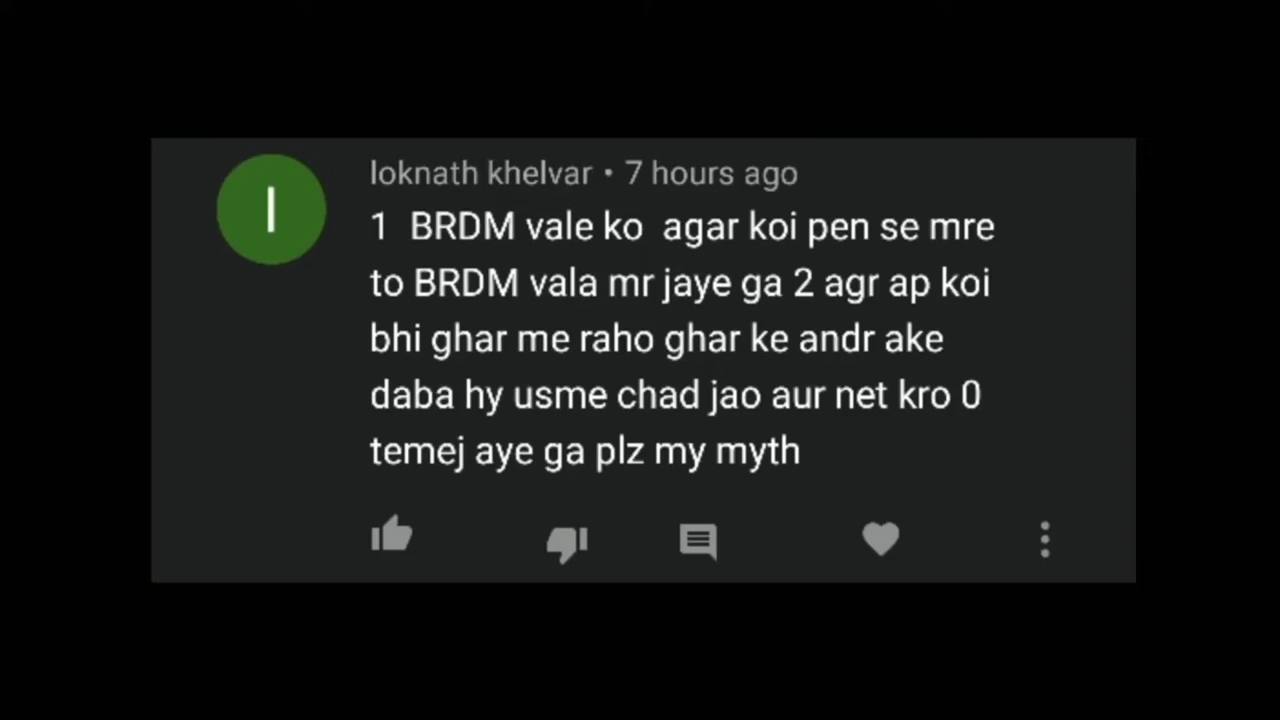 loknath khelvar • 7 hours ago
1 BRDM vale ko agar koi pen se mre
to BRDM vala mr jaye ga 2 agr ap koi
bhi ghar me raho ghar ke andr ake
daba hy usme chad jao aur net kro 0
temej aye ga plz my myth